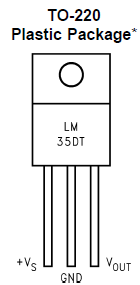 TO-220
Plastic Package*
LM
35DT
+VS
GND
VOUT